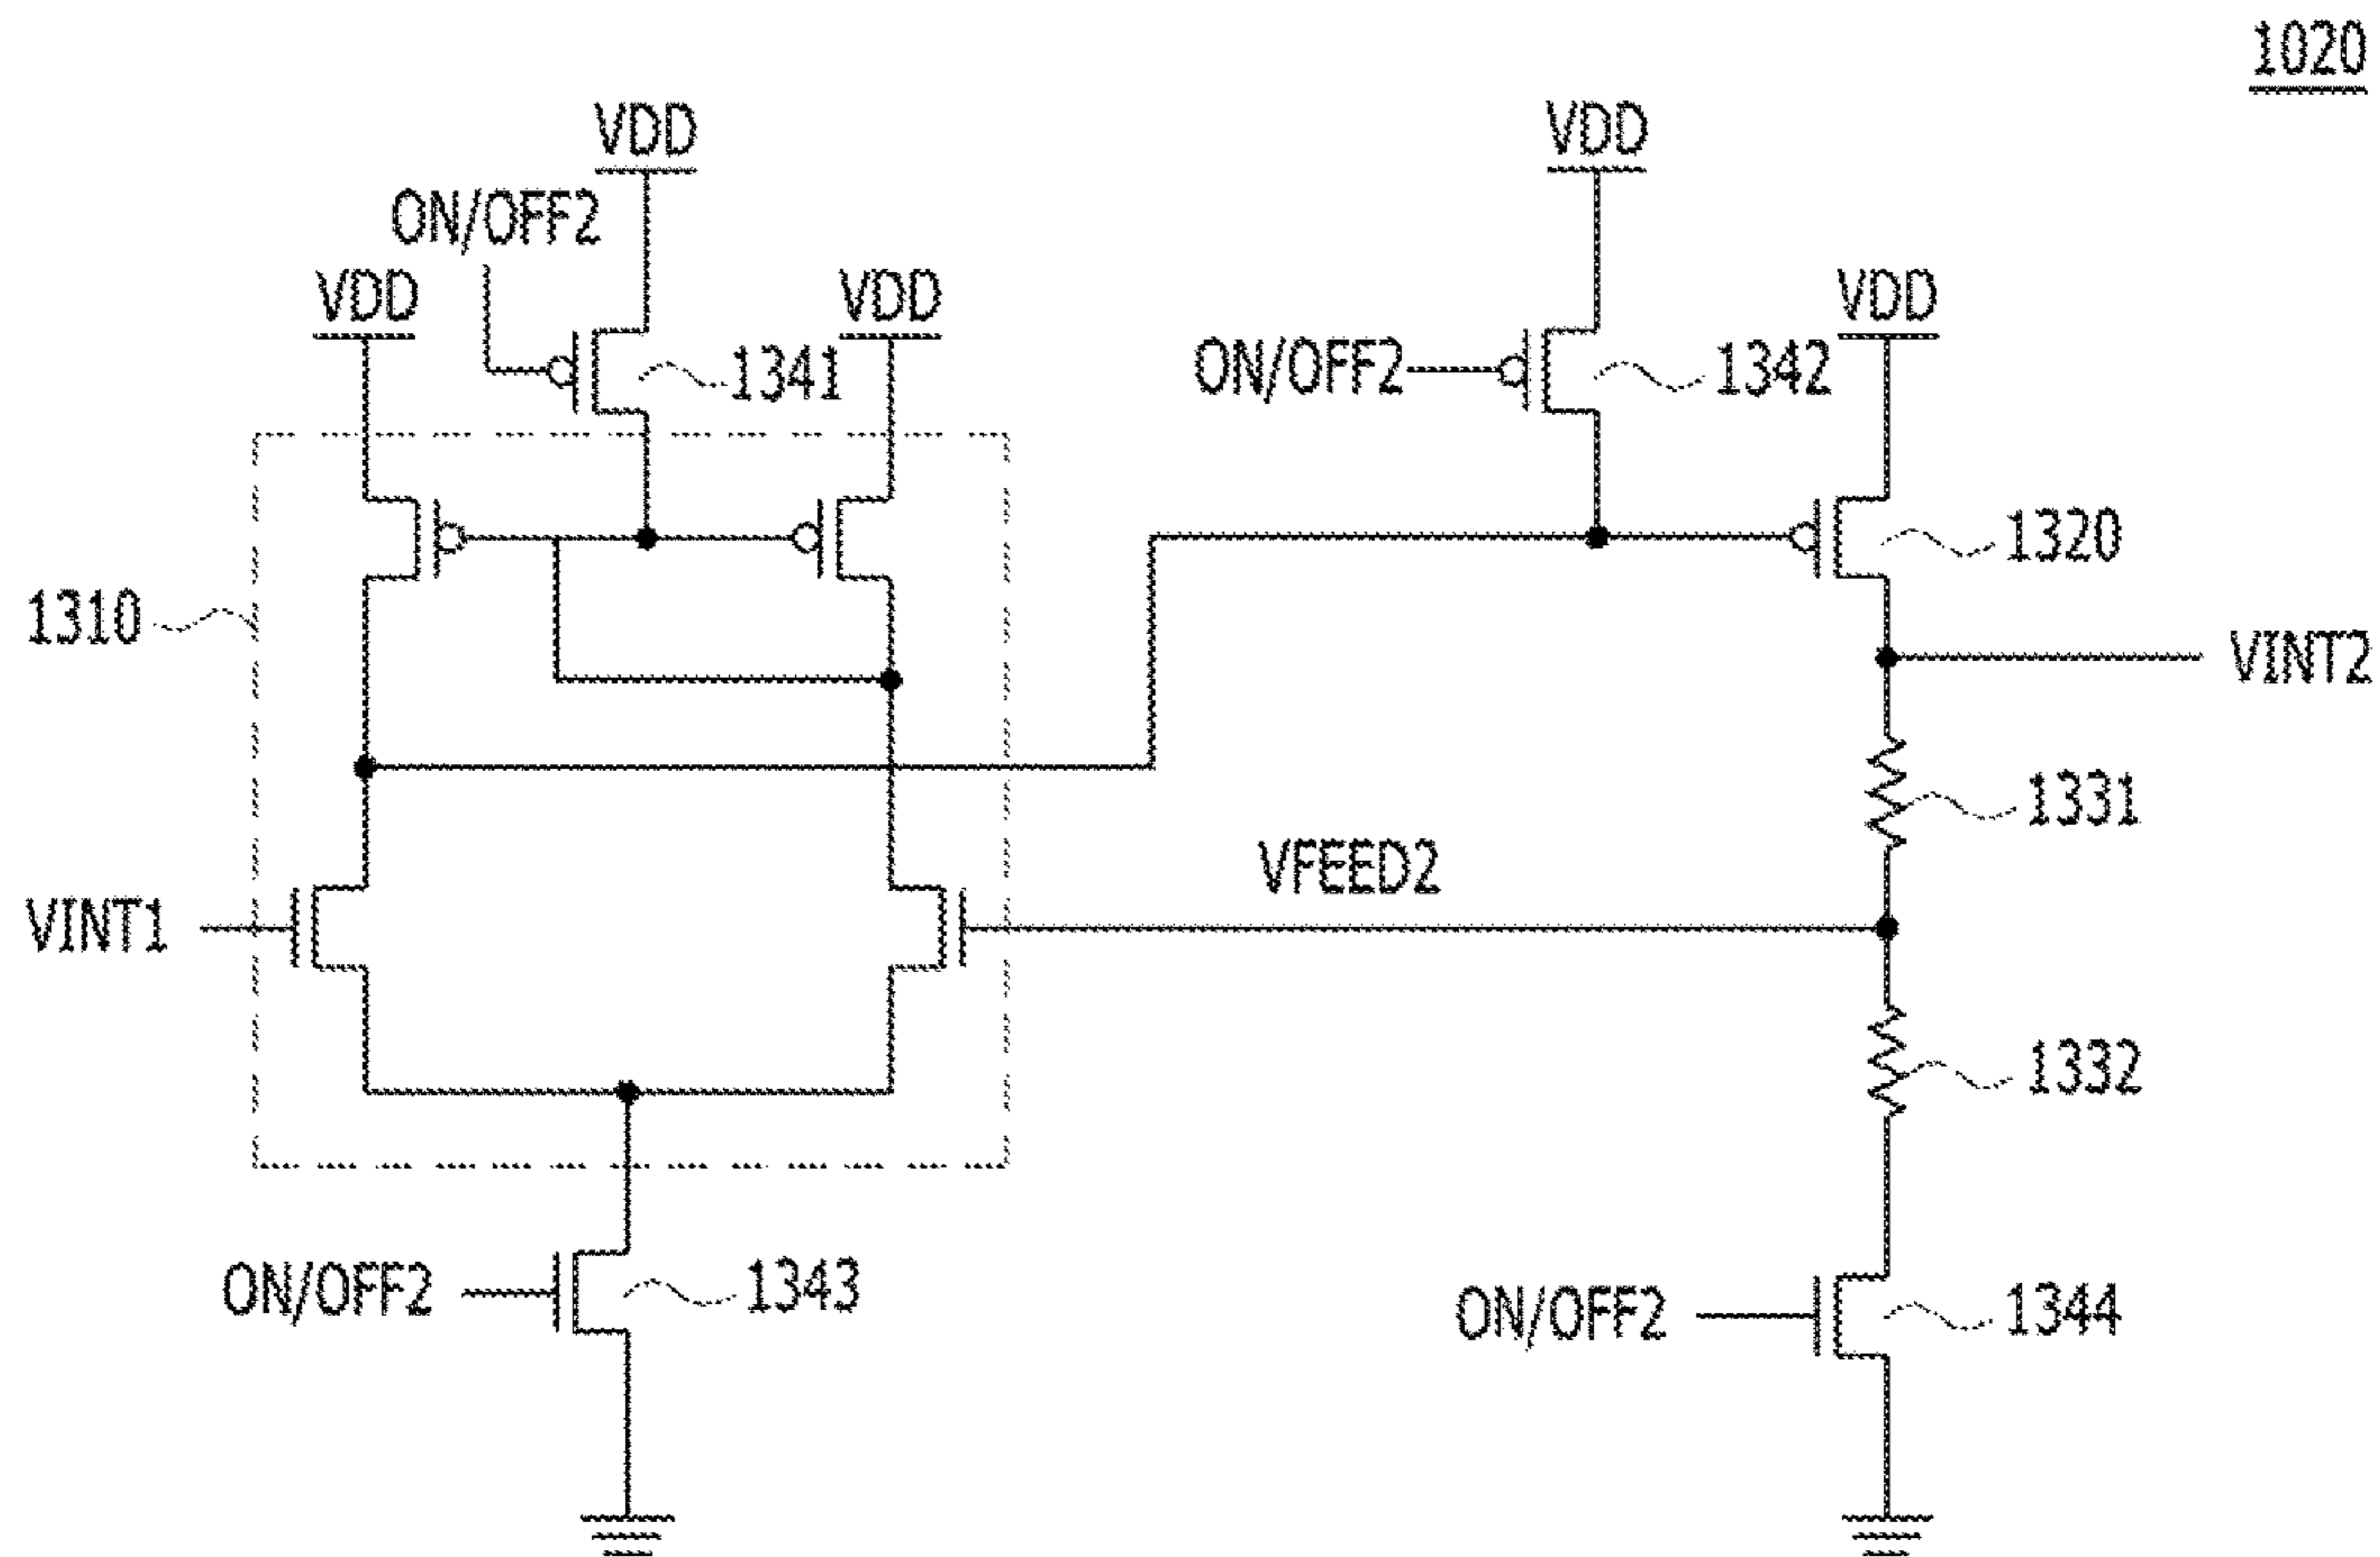 1020
VDD
VDD
ON/OFF2
VDD
VDD
VDD
1341
ON/OFF2
1342
1320
1310
VINT2
1331
VFEED2
VINT1
1332
ON/OFF2
1343
ON/OFF2
1344